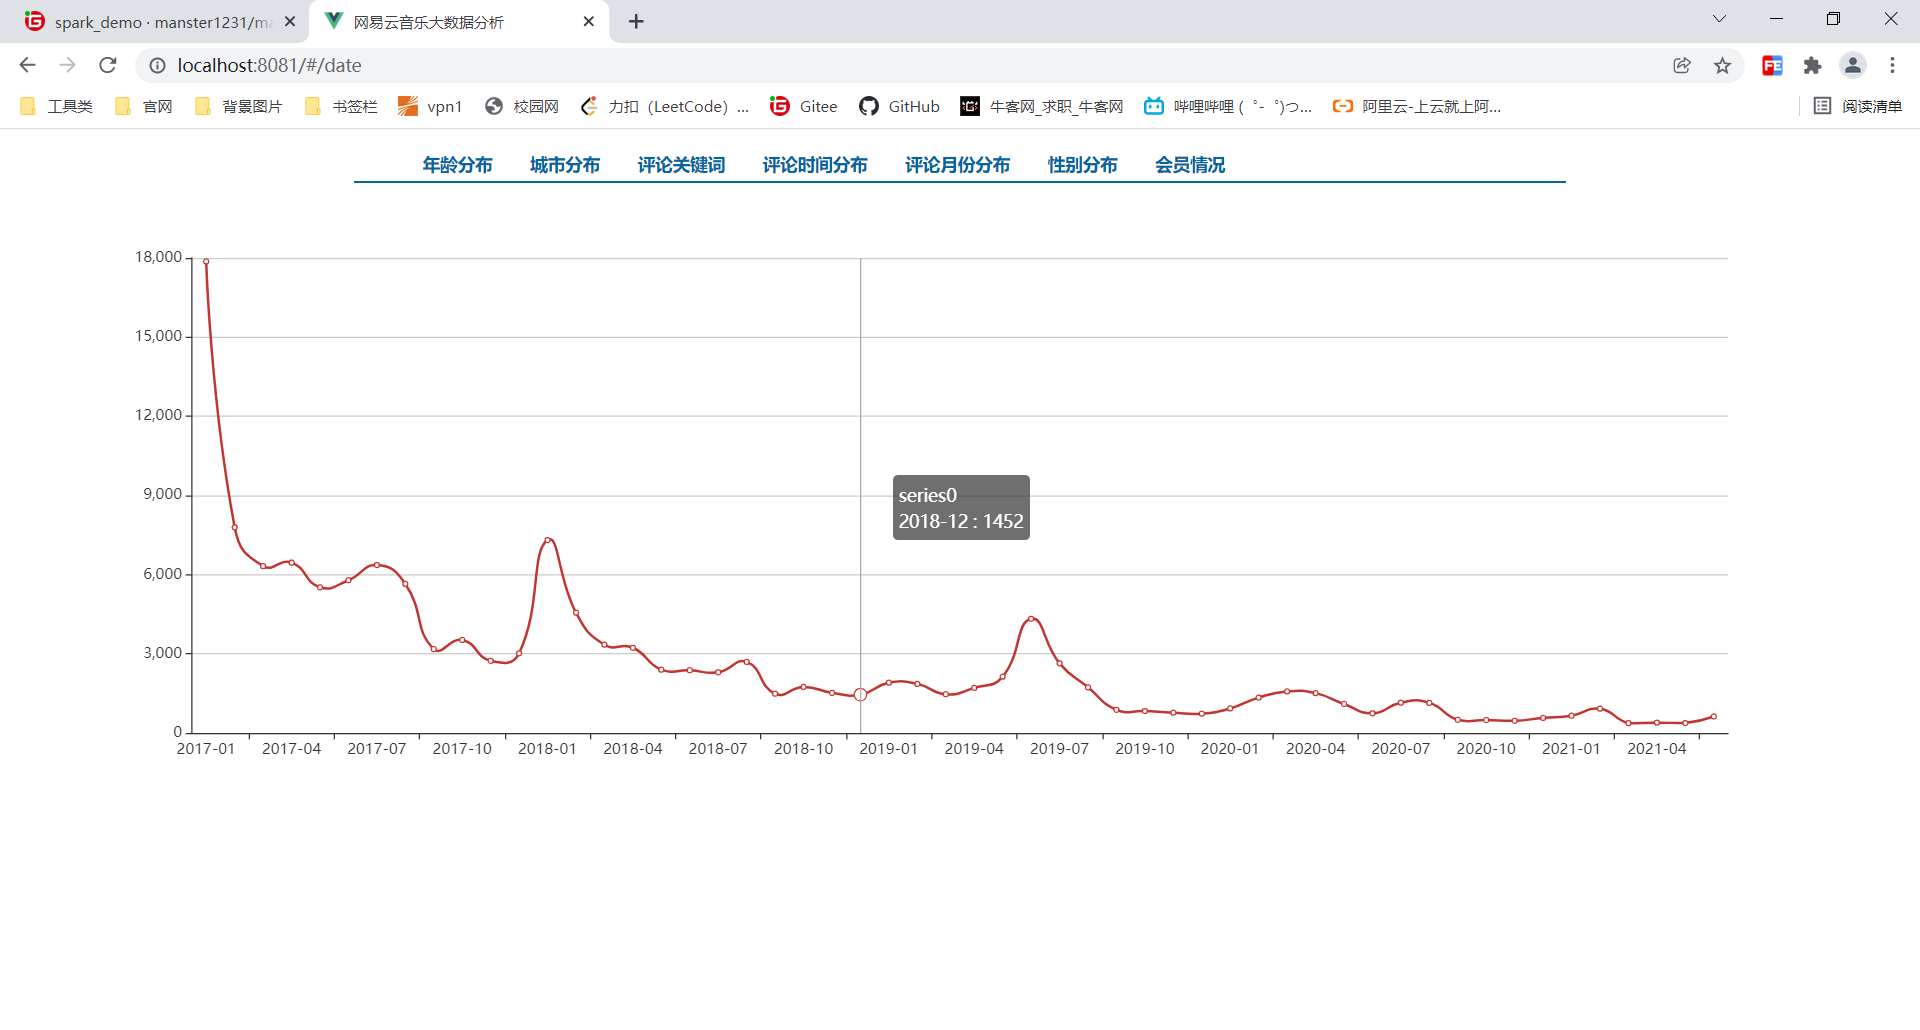 spark_demo · manster1231/ma
网易云音乐大数据分析
localhost:8081/#/date
工具类
官网
背景图片
书签栏
vpn1
校园网
力扣（LeetCode）...
Gitee
GitHub
牛客网_求职_牛客网
哔哩哔哩 ( ゜- ゜)つ...
阿里云-上云就上阿...
阅读清单
年龄分布
城市分布
评论关键词
评论时间分布
评论月份分布
性别分布
会员情况
18,000
15,000
12,000
9,000
6,000
3,000
0
series0
2018-12 : 1452
2017-01
2017-04
2017-07
2017-10
2018-01
2018-04
2018-07
2018-10
2019-01
2019-04
2019-07
2019-10
2020-01
2020-04
2020-07
2020-10
2021-01
2021-04